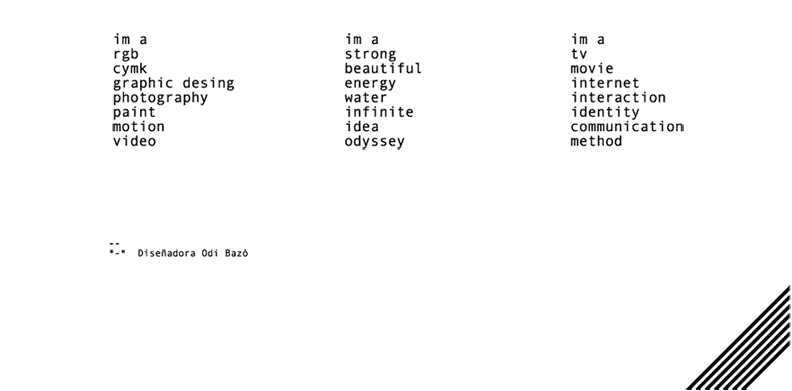 im a
rgb
cymk
graphic desing
photography
paint
motion
video
im a
strong
beautiful
energy
water
infinite
idea
odyssey
im a
tv
movie
internet
interaction
identity
communication
method
--
*-* Diseñadora Odi Bazò